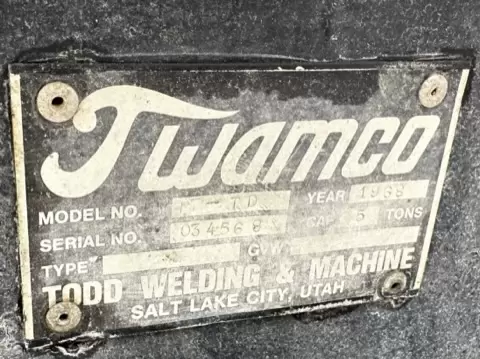 Twamco
MODEL NO. TD YEAR 1968
SERIAL NO. 034568 CAP. 5 TONS
TYPE G.V.W.
TODD WELDING & MACHINE
SALT LAKE CITY, UTAH